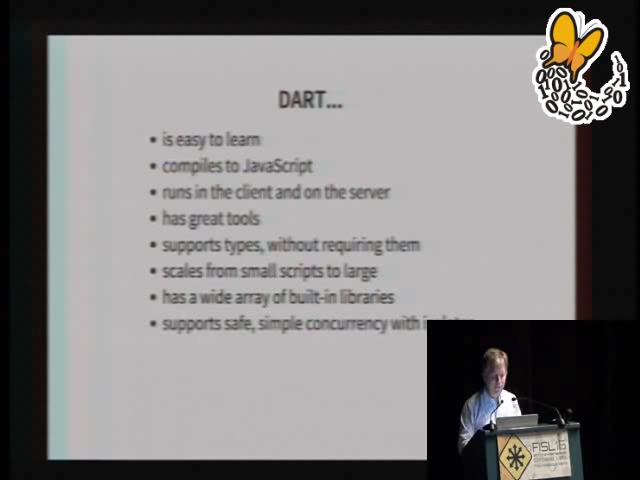 DART...
• is easy to learn
• compiles to JavaScript
• runs in the client and on the server
• has great tools
• supports types, without requiring them
• scales from small scripts to large
• has a wide array of built-in libraries
• supports safe, simple concurrency with
FISL15